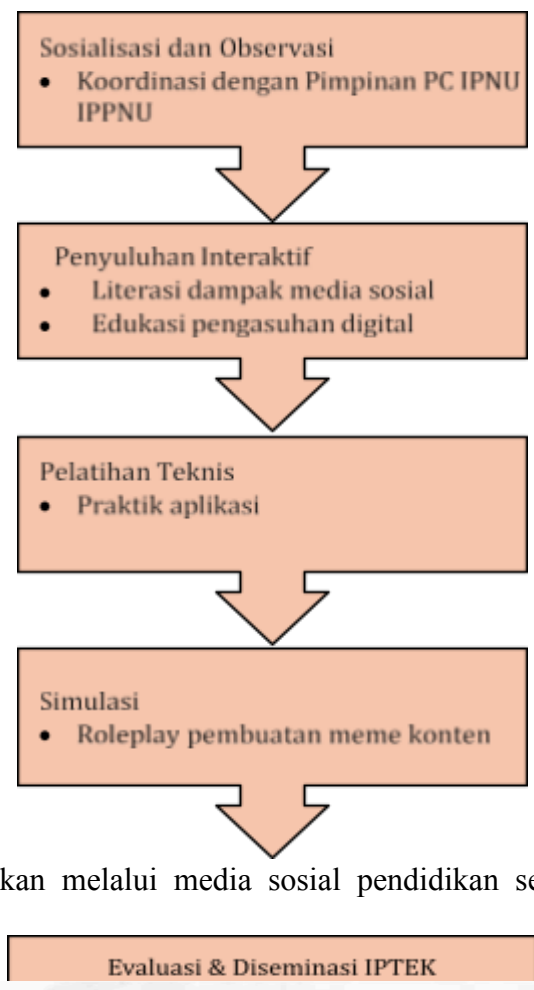 Sosialisasi dan Observasi
• Koordinasi dengan Pimpinan PC IPNU
IPPNU
Penyuluhan Interaktif
• Literasi dampak media sosial
• Edukasi pengasuhan digital
Pelatihan Teknis
• Praktik aplikasi
Simulasi
• Roleplay pembuatan meme konten
kan melalui media sosial pendidikan se
Evaluasi & Diseminasi IPTEK